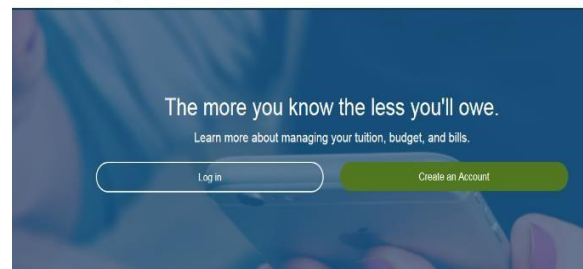 The more you know the less you'll owe.
Learn more about managing your tuition, budget, and bills.
Log in
Create an Account